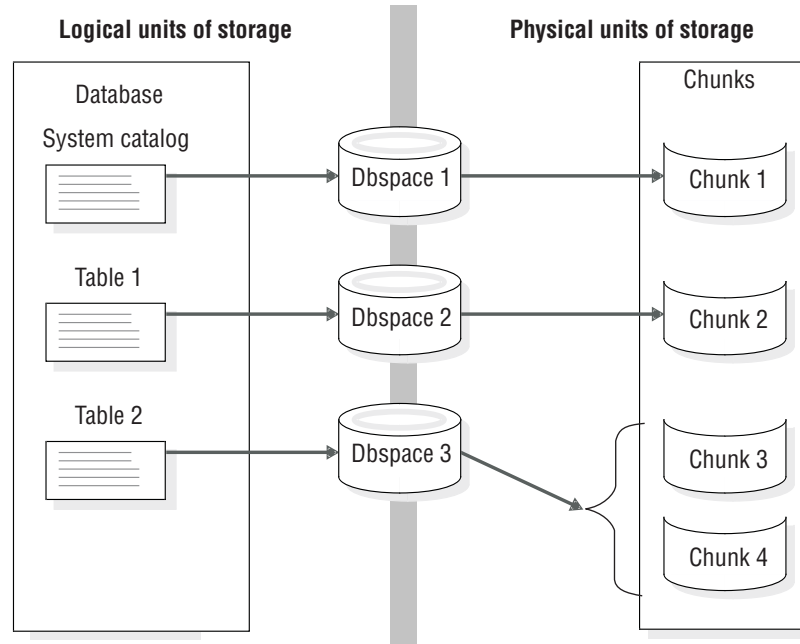 Logical units of storage
Physical units of storage
Database
Chunks
System catalog
Dbspace 1
Chunk 1
Table 1
Dbspace 2
Chunk 2
Table 2
Dbspace 3
Chunk 3
Chunk 4